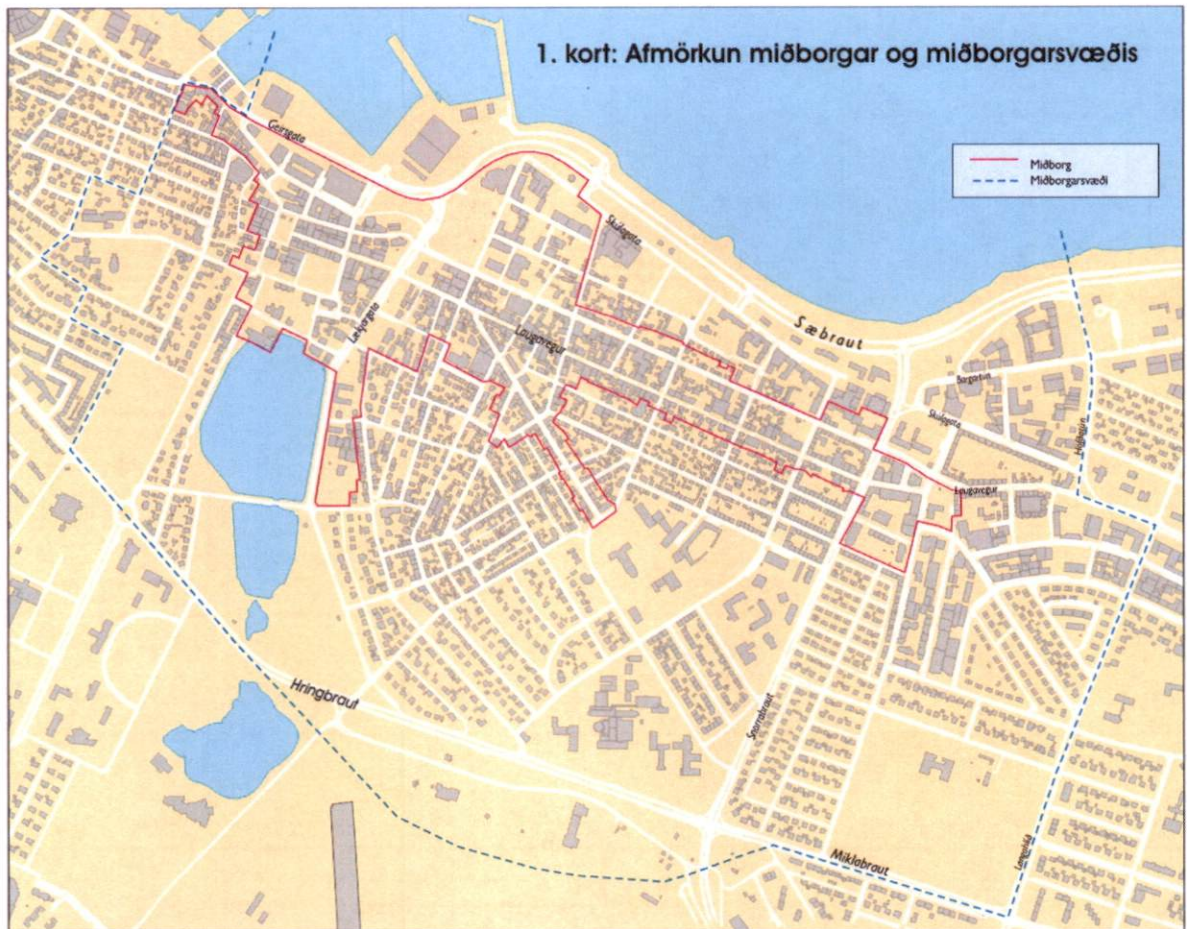 1. kort: Afmörkun miðborgar og miðborgarsvæðis
Miðborg
Miðborgarsvæði
Geirsgata
Skúlagata
Lækjargata
Laugavegur
Sæbraut
Borgartún
Skúlagata
Laugavegur
Hringbraut
Snorrabraut
Miklabraut
Langahlíð